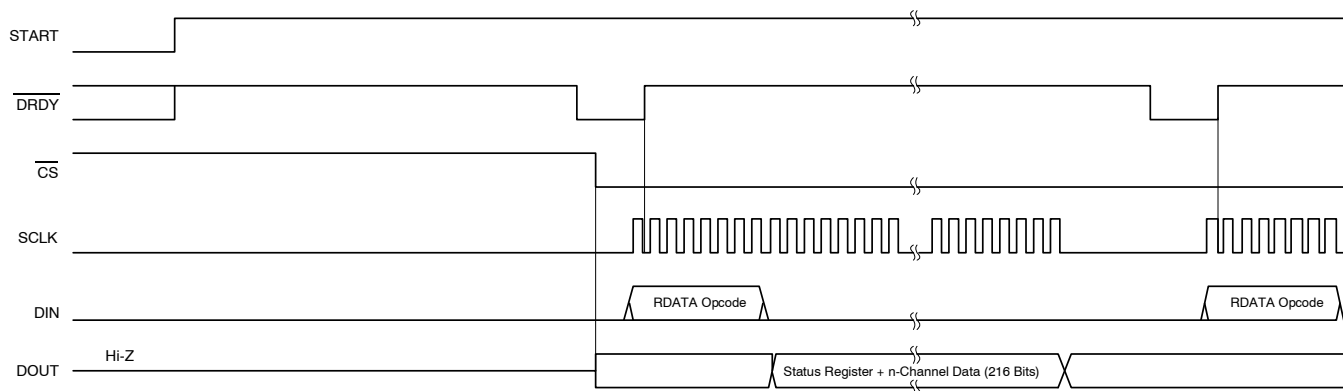 START
DRDY
CS
SCLK
DIN
RDATA Opcode
RDATA Opcode
Hi-Z
DOUT
Status Register + n-Channel Data (216 Bits)